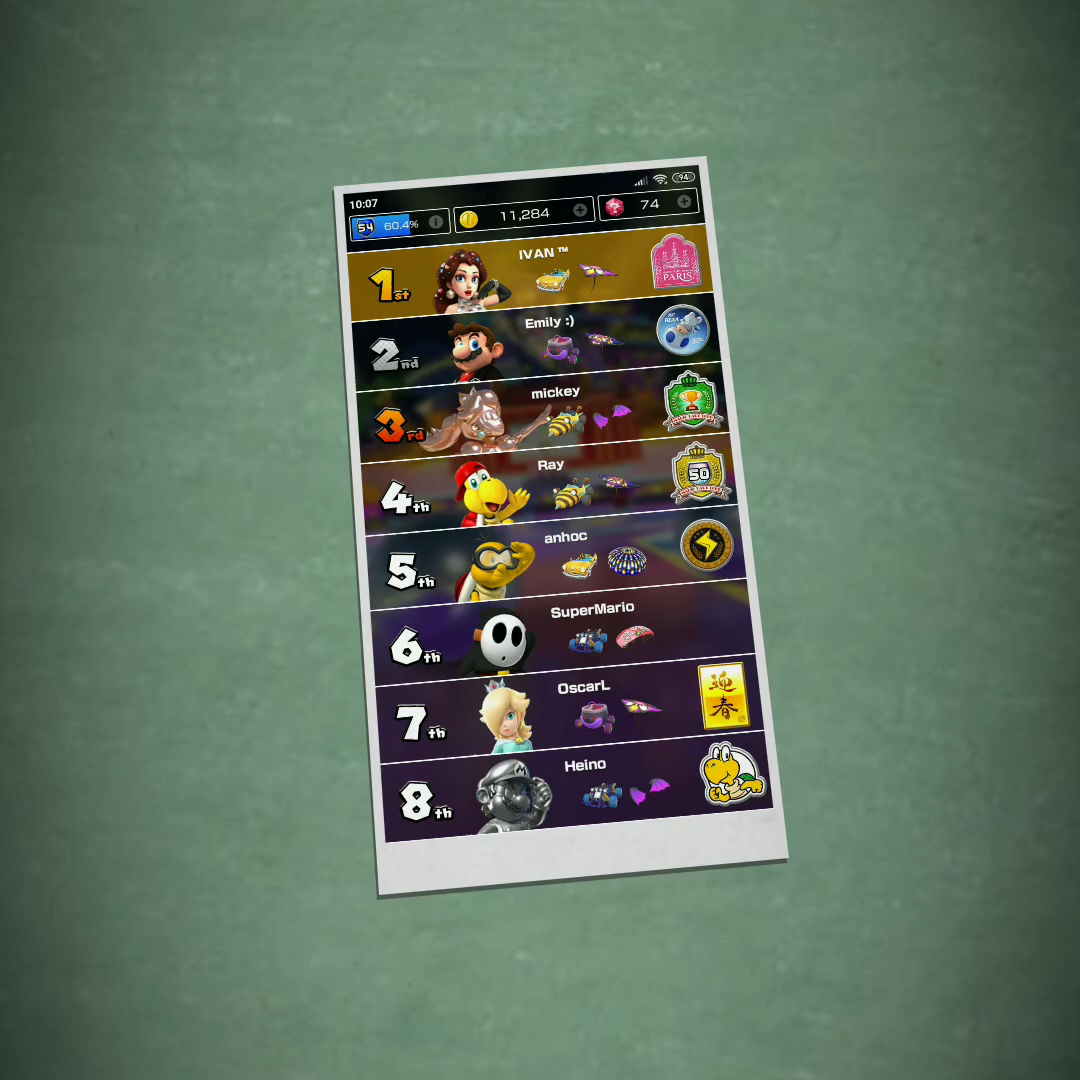 10:07
94
54 60.4%
11,284
74
1st
IVAN ™
PARIS
2nd
Emily :)
3rd
mickey
4th
Ray
50
5th
anhoc
6th
SuperMario
7th
OscarL
迎
春
8th
Heino